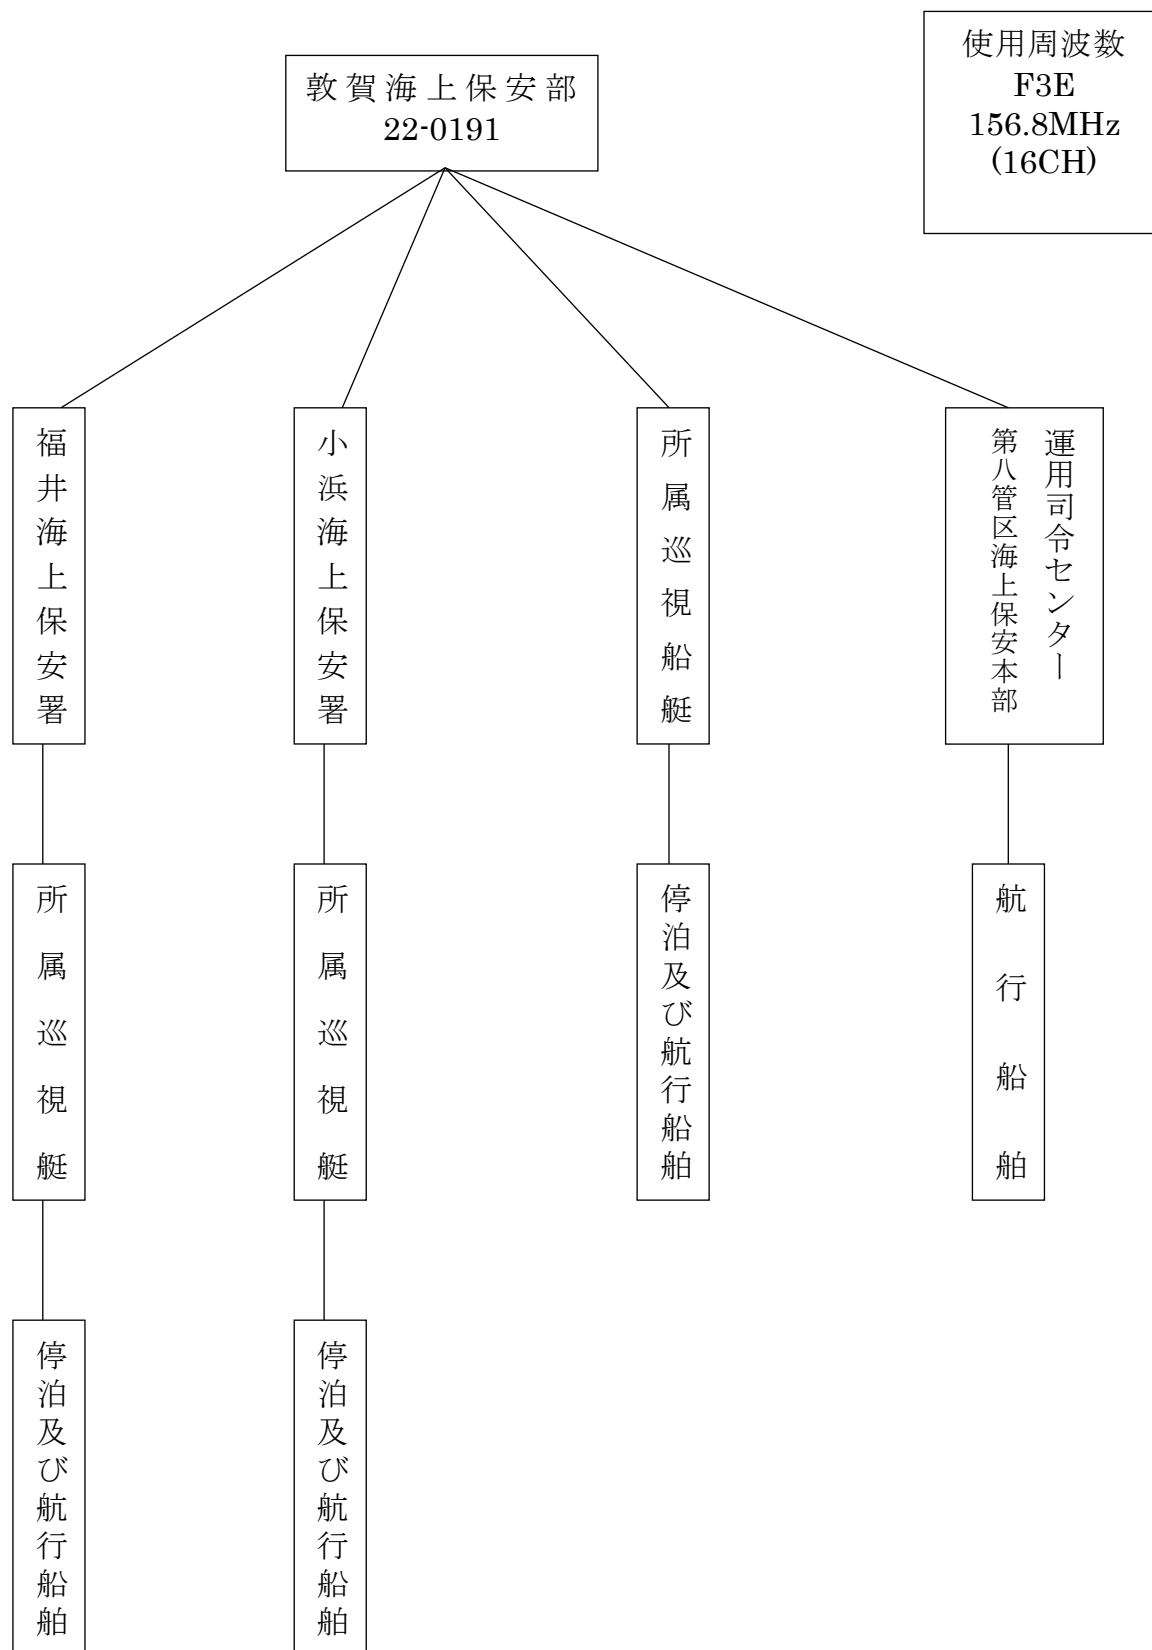 敦賀海上保安部
22-0191
使用周波数
F3E
156.8MHz
(16CH)
福井海上保安署
小浜海上保安署
所属巡視船艇
運用司令センター
第八管区海上保安本部
所属巡視艇
所属巡視艇
停泊及び航行船舶
航行船舶
停泊及び航行船舶
停泊及び航行船舶